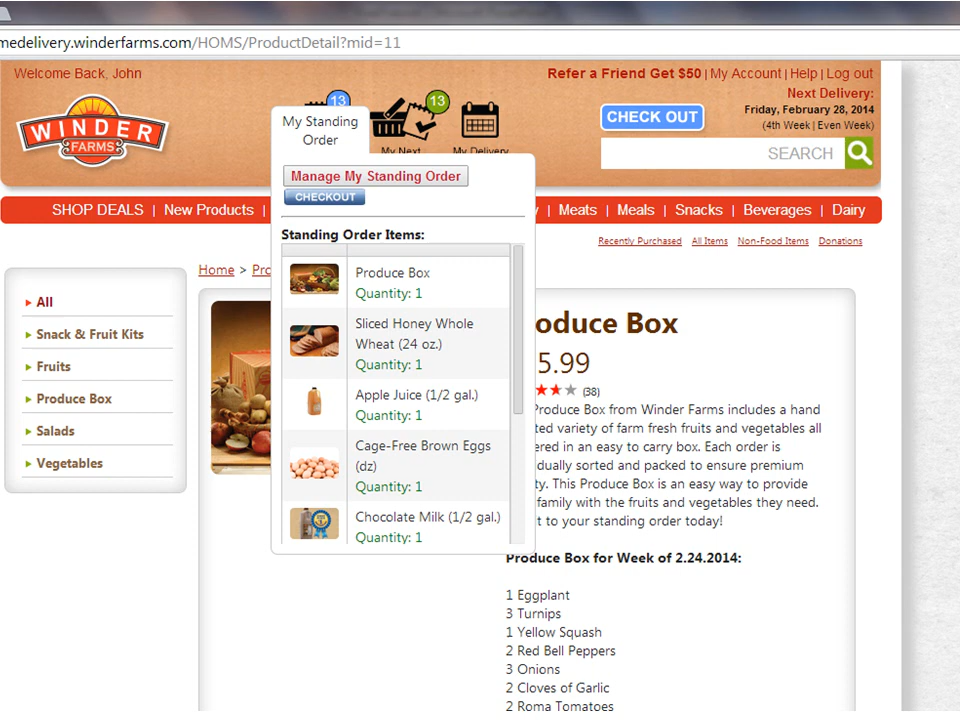 medelivery.winderfarms.com/HOMS/ProductDetail?mid=11
Welcome Back, John
Refer a Friend Get $50 | My Account | Help | Log out
WINDER
FARMS
13
13
My Standing
Order
My Next
My Delivery
CHECK OUT
Next Delivery:
Friday, February 28, 2014
(4th Week | Even Week)
SEARCH
Manage My Standing Order
CHECKOUT
SHOP DEALS | New Products |
y | Meats | Meals | Snacks | Beverages | Dairy
Recently Purchased All Items Non-Food Items Donations
Home > Pro
All
Snack & Fruit Kits
Fruits
Produce Box
Salads
Vegetables
Standing Order Items:
Produce Box
Quantity: 1
Sliced Honey Whole
Wheat (24 oz.)
Quantity: 1
Apple Juice (1/2 gal.)
Quantity: 1
Cage-Free Brown Eggs
(dz)
Quantity: 1
Chocolate Milk (1/2 gal.)
Quantity: 1
oduce Box
5.99
(38)
Produce Box from Winder Farms includes a hand
ted variety of farm fresh fruits and vegetables all
ered in an easy to carry box. Each order is
dually sorted and packed to ensure premium
ty. This Produce Box is an easy way to provide
family with the fruits and vegetables they need.
t to your standing order today!
Produce Box for Week of 2.24.2014:
1 Eggplant
3 Turnips
1 Yellow Squash
2 Red Bell Peppers
3 Onions
2 Cloves of Garlic
2 Roma Tomatoes